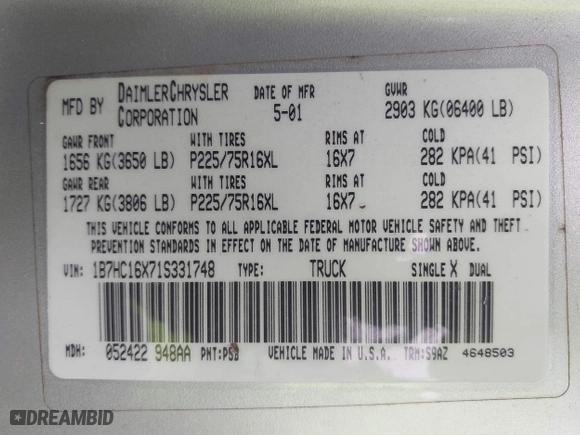 MFD BY DAIMLERCHRYSLER CORPORATION DATE OF MFR 5-01 GVWR 2903 KG(06400 LB)
GAWR FRONT WITH TIRES RIMS AT COLD
1656 KG(3650 LB) P225/75R16XL 16X7 282 KPA(41 PSI)
GAWR REAR WITH TIRES RIMS AT COLD
1727 KG(3806 LB) P225/75R16XL 16X7 282 KPA(41 PSI)
THIS VEHICLE CONFORMS TO ALL APPLICABLE FEDERAL MOTOR VEHICLE SAFETY AND THEFT
PREVENTION STANDARDS IN EFFECT ON THE DATE OF MANUFACTURE SHOWN ABOVE.
VIN: 1B7HC16X71S331748 TYPE: TRUCK SINGLE X DUAL
MDH: 052422 948AA PNT:PSB VEHICLE MADE IN U.S.A. TRM:S9AZ 4648503
DREAMBID